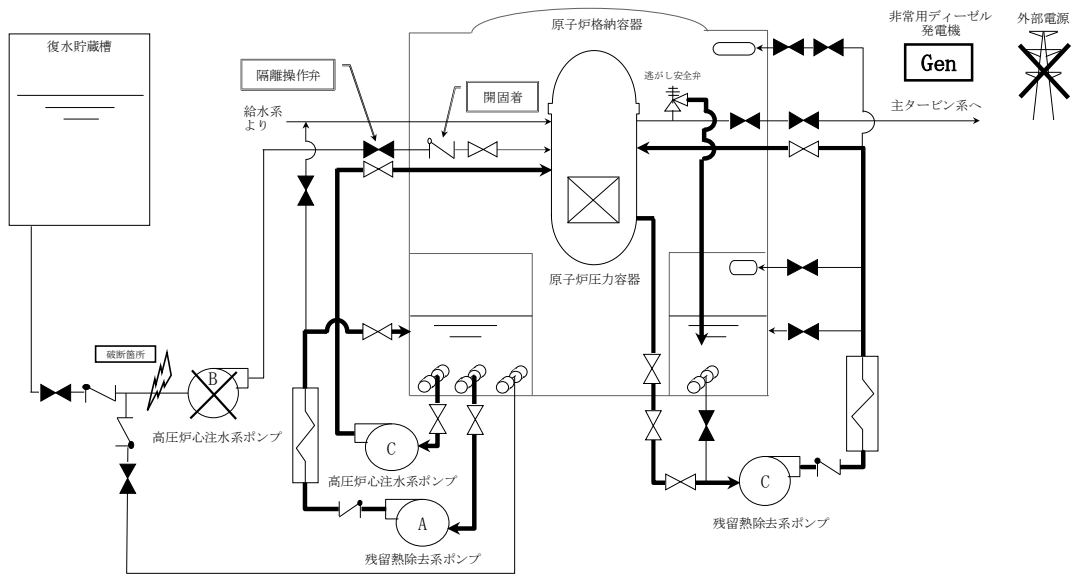 復水貯蔵槽
原子炉格納容器
非常用ディーゼル
発電機
外部電源
Gen
隔離操作弁
開固着
逃がし安全弁
給水系
より
主タービン系へ
原子炉圧力容器
破断箇所
B
高圧炉心注水系ポンプ
C
高圧炉心注水系ポンプ
A
残留熱除去系ポンプ
C
残留熱除去系ポンプ